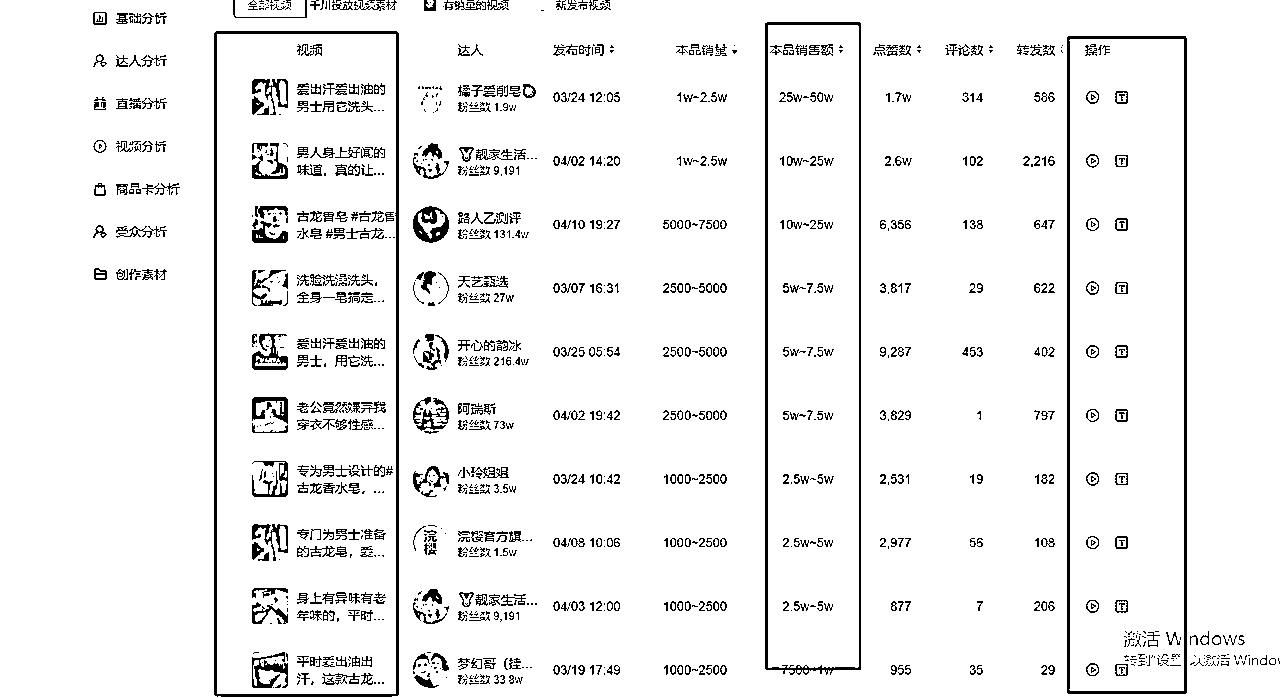 全部视频 千川投放视频素材 有销量的视频 新发布视频
基础分析
达人分析
直播分析
视频分析
商品卡分析
受众分析
创作素材
视频 达人 发布时间 本品销量 本品销售额 点赞数 评论数 转发数 操作
爱出汗爱出油的
男士用它洗头...
橘子爱削皂
粉丝数 1.9w
03/24 12:05 1w~2.5w 25w~50w 1.7w 314 586
男人身上好闻的
味道，真的让...
靓家生活...
粉丝数 9,191
04/02 14:20 1w~2.5w 10w~25w 2.6w 102 2,216
古龙香皂 #古龙香
水皂 #男士古龙...
路人乙测评
粉丝数 131.4w
04/10 19:27 5000~7500 10w~25w 6,356 138 647
洗脸洗澡洗头，
全身一皂搞定...
天艺甄选
粉丝数 27w
03/07 16:31 2500~5000 5w~7.5w 3,817 29 622
爱出汗爱出油的
男士，用它洗...
开心的韵冰
粉丝数 216.4w
03/25 05:54 2500~5000 5w~7.5w 9,287 453 402
老公竟然嫌弃我
穿衣不够性感...
阿瑞斯
粉丝数 73w
04/02 19:42 2500~5000 5w~7.5w 3,829 1 797
专为男士设计的#
古龙香水皂，...
小玲姐姐
粉丝数 3.5w
03/24 10:42 1000~2500 2.5w~5w 2,531 19 182
专门为男士准备
的古龙皂，爱...
浣樱官方旗...
粉丝数 1.5w
04/08 10:06 1000~2500 2.5w~5w 2,977 56 108
身上有异味有老
年味的，平时...
靓家生活...
粉丝数 9,191
04/03 12:00 1000~2500 2.5w~5w 877 7 206
平时爱出油出
汗，这款古龙...
梦幻哥（挂...
粉丝数 33.8w
03/19 17:49 1000~2500 7500~1w 955 35 29
激活 Windows
转到"设置"以激活 Windo